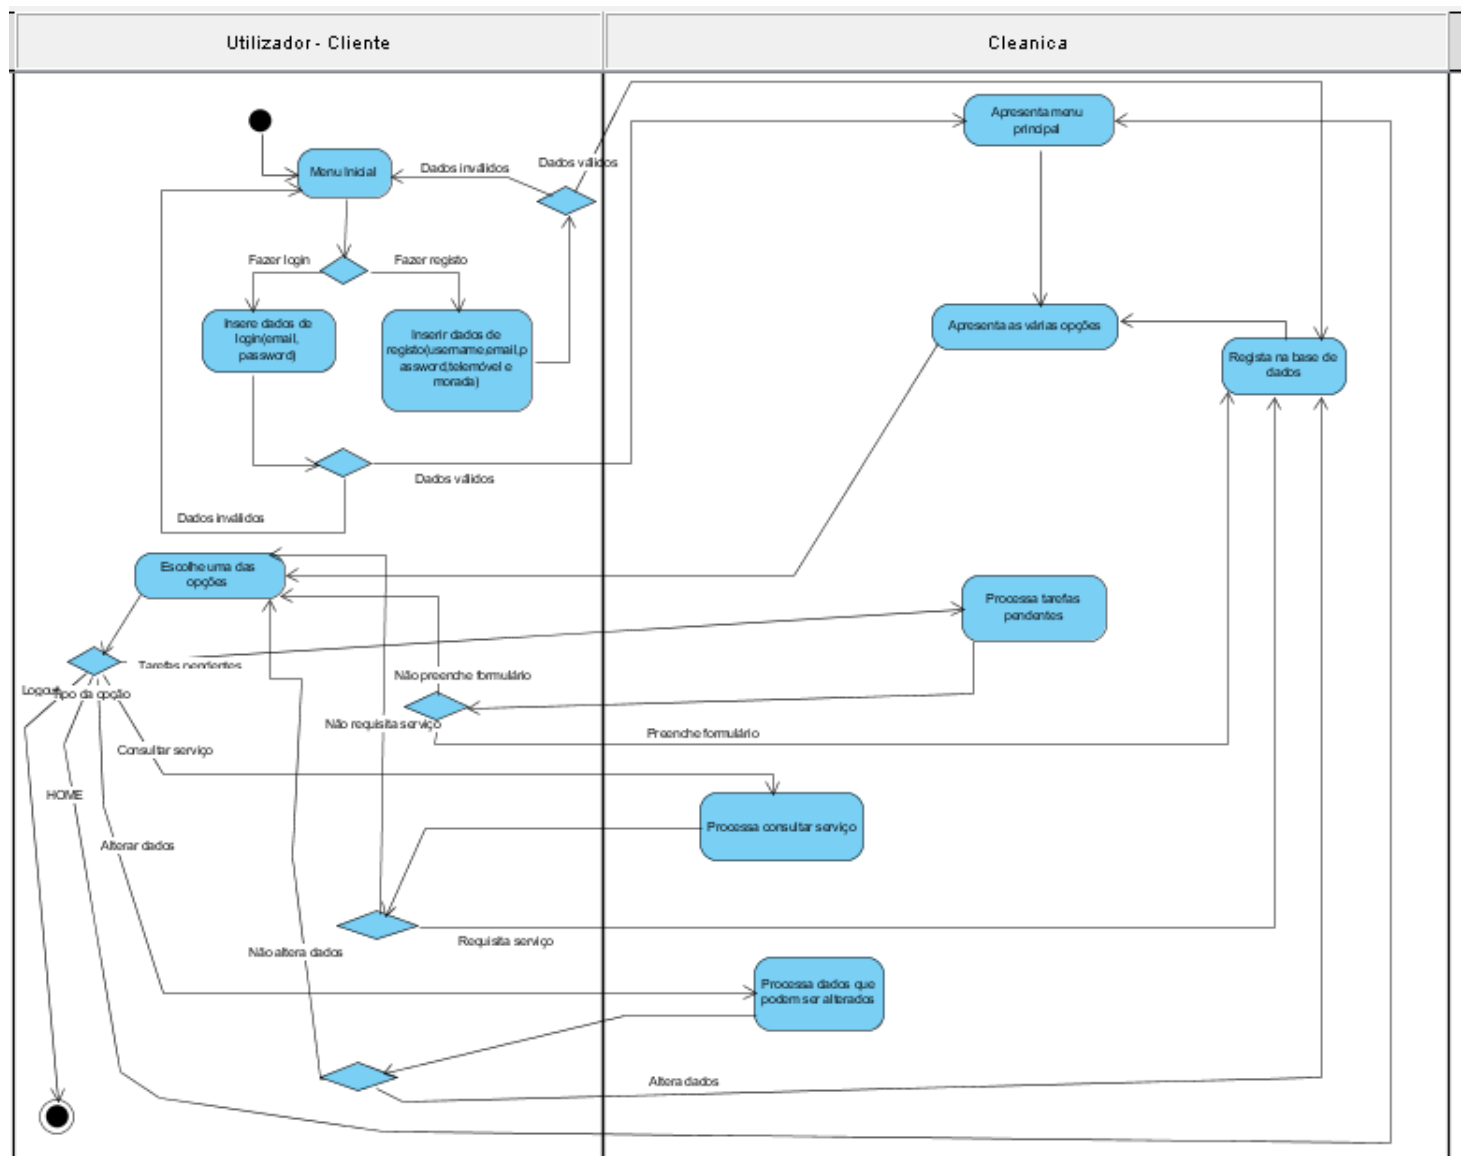 Utilizador - Cliente
Cleanica
Apresenta menu
principal
Menu Inicial
Dados inválidos
Dados válidos
Fazer login
Fazer registo
Insere dados de
login(email,
password)
Inserir dados de
registo(username,email,p
assword,telemóvel e
morada)
Apresenta as várias opções
Regista na base de
dados
Dados válidos
Dados inválidos
Escolhe uma das
opções
Processa tarefas
pendentes
Tarefas pendentes
Logout
Tipo da opção
Não preenche formulário
Não requisita serviço
Preenche formulário
Consultar serviço
HOME
Processa consultar serviço
Alterar dados
Requisita serviço
Não altera dados
Processa dados que
podem ser alterados
Altera dados